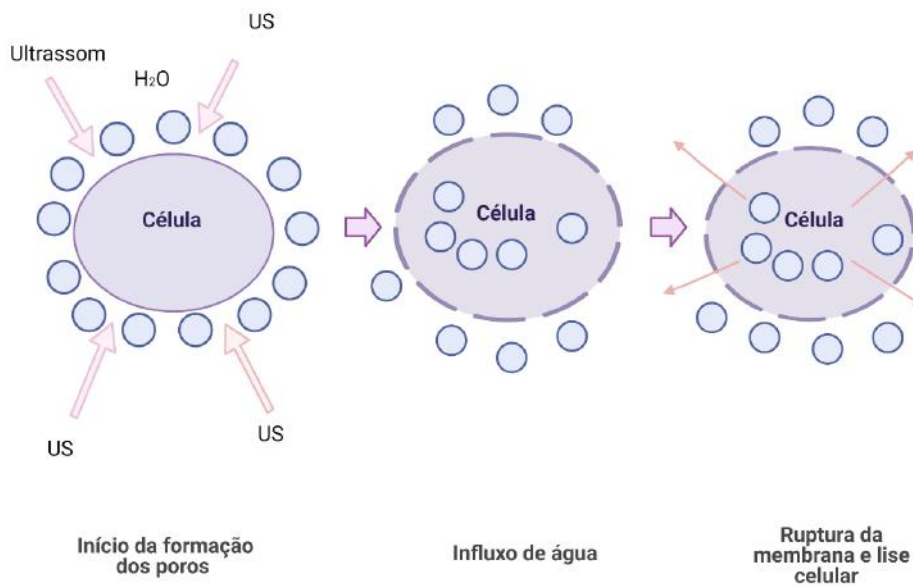 US
Ultrassom
H₂O
Célula
US
US
Início da formação
dos poros
Célula
Influxo de água
Célula
Ruptura da
membrana e lise
celular